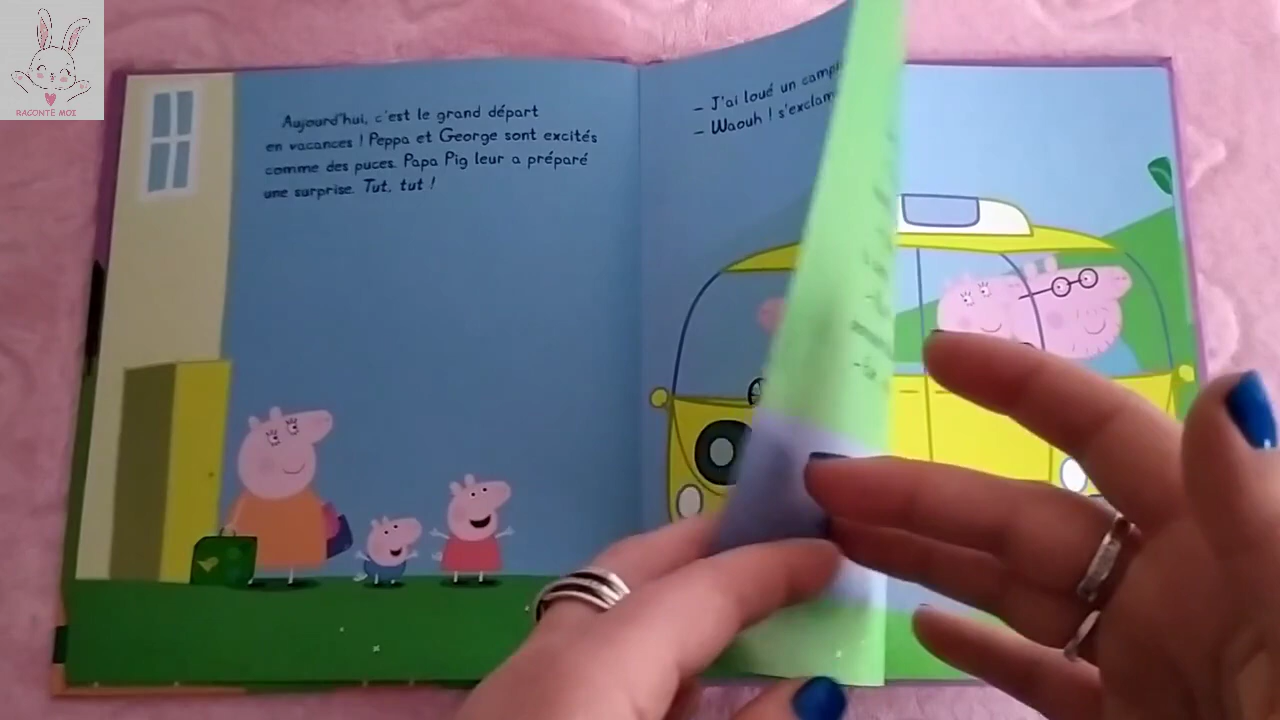 RACONTE MOI
Aujourd'hui, c'est le grand départ
en vacances ! Peppa et George sont excités
comme des puces. Papa Pig leur a préparé
une surprise. Tut, tut !
– J'ai loué un
– Waouh !